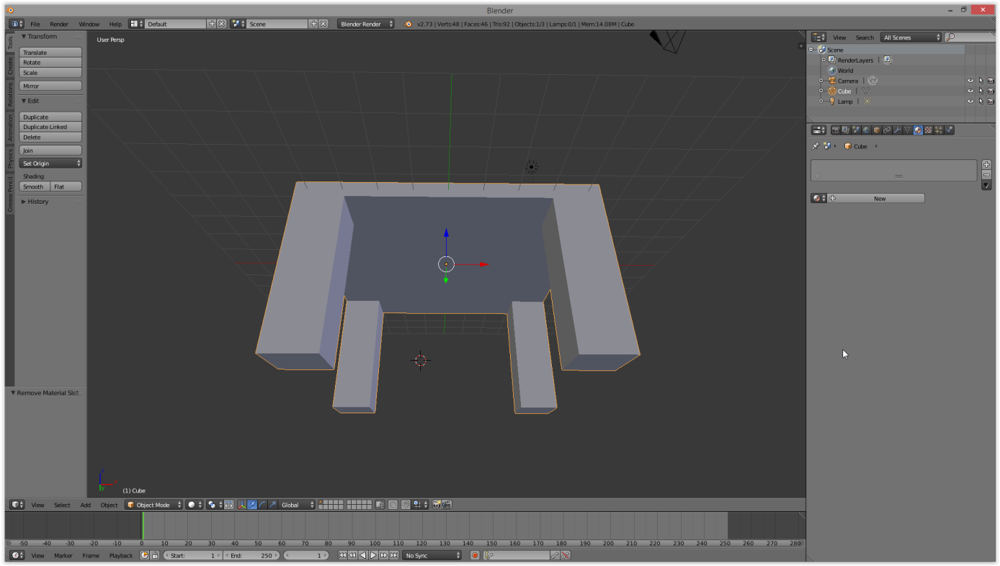 Blender
File Render Window Help Default Scene Blender Render v2.73 | Verts:48 | Faces:46 | Tris:92 | Objects:1/3 | Lamps:0/1 | Mem:14.08M | Cube
Tools
Create
Relations
Animation
Physics
Grease Pencil
Transform
Translate
Rotate
Scale
Mirror
Edit
Duplicate
Duplicate Linked
Delete
Join
Set Origin
Shading:
Smooth Flat
History
Remove Material Slot
User Persp
z
x
y
(1) Cube
View Select Add Object Object Mode Global
-50 -40 -30 -20 -10 0 10 20 30 40 50 60 70 80 90 100 110 120 130 140 150 160 170 180 190 200 210 220 230 240 250 260 270 280
View Marker Frame Playback Start: 1 End: 250 1 No Sync
View Search All Scenes
Scene
RenderLayers |
World
Camera |
Cube |
Lamp |
Cube
New